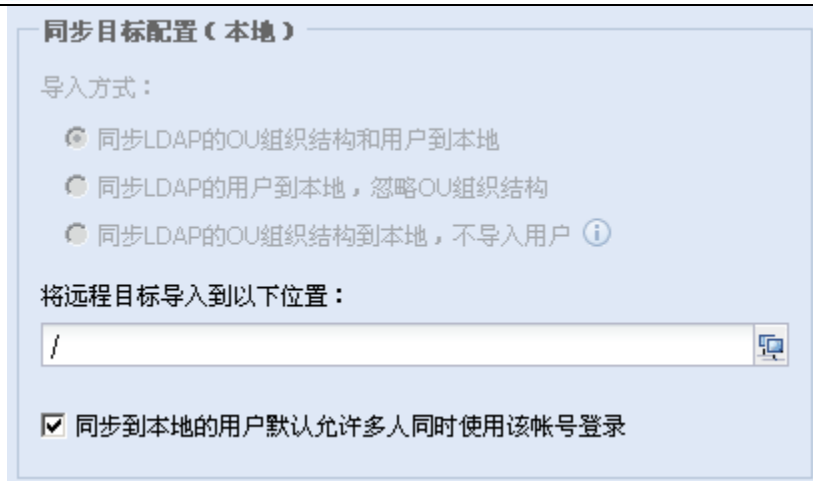 同步目标配置（本地）
导入方式：
同步LDAP的OU组织结构和用户到本地
同步LDAP的用户到本地，忽略OU组织结构
同步LDAP的OU组织结构到本地，不导入用户
将远程目标导入到以下位置：
/
同步到本地的用户默认允许多人同时使用该帐号登录